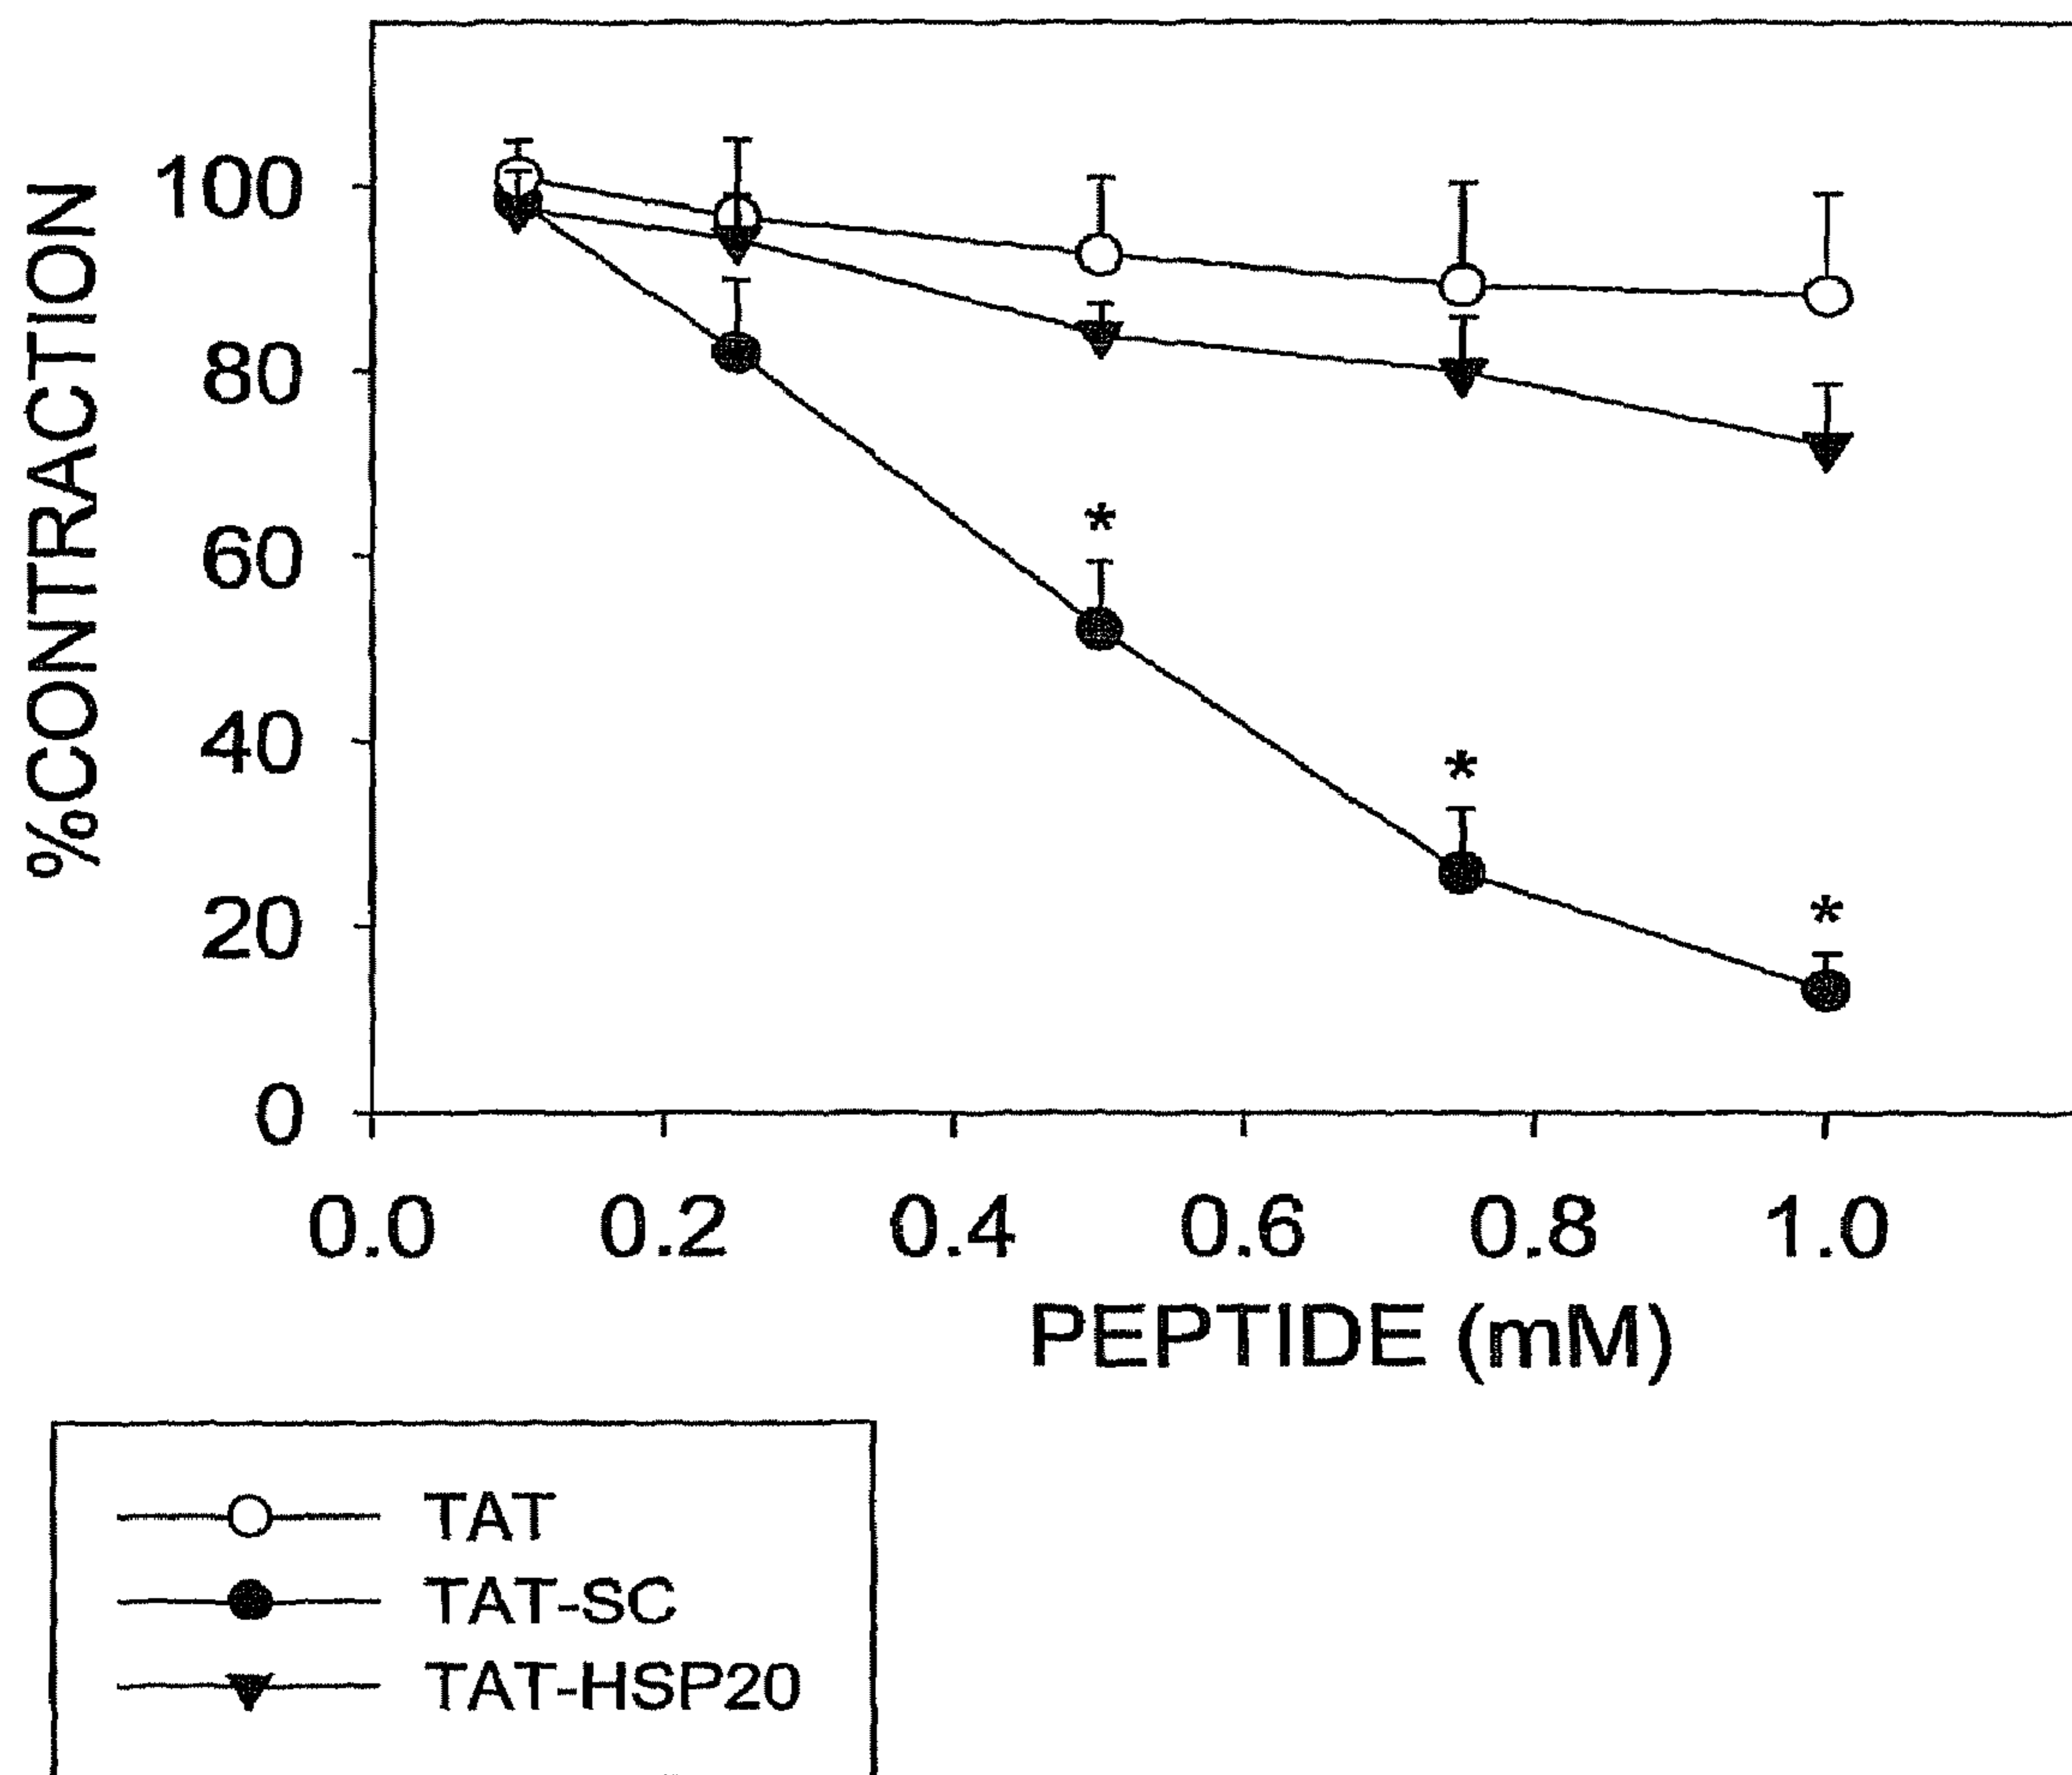 %CONTRACTION
100
80
60
40
20
0
*
*
*
0.0 0.2 0.4 0.6 0.8 1.0
PEPTIDE (mM)
TAT
TAT-SC
TAT-HSP20